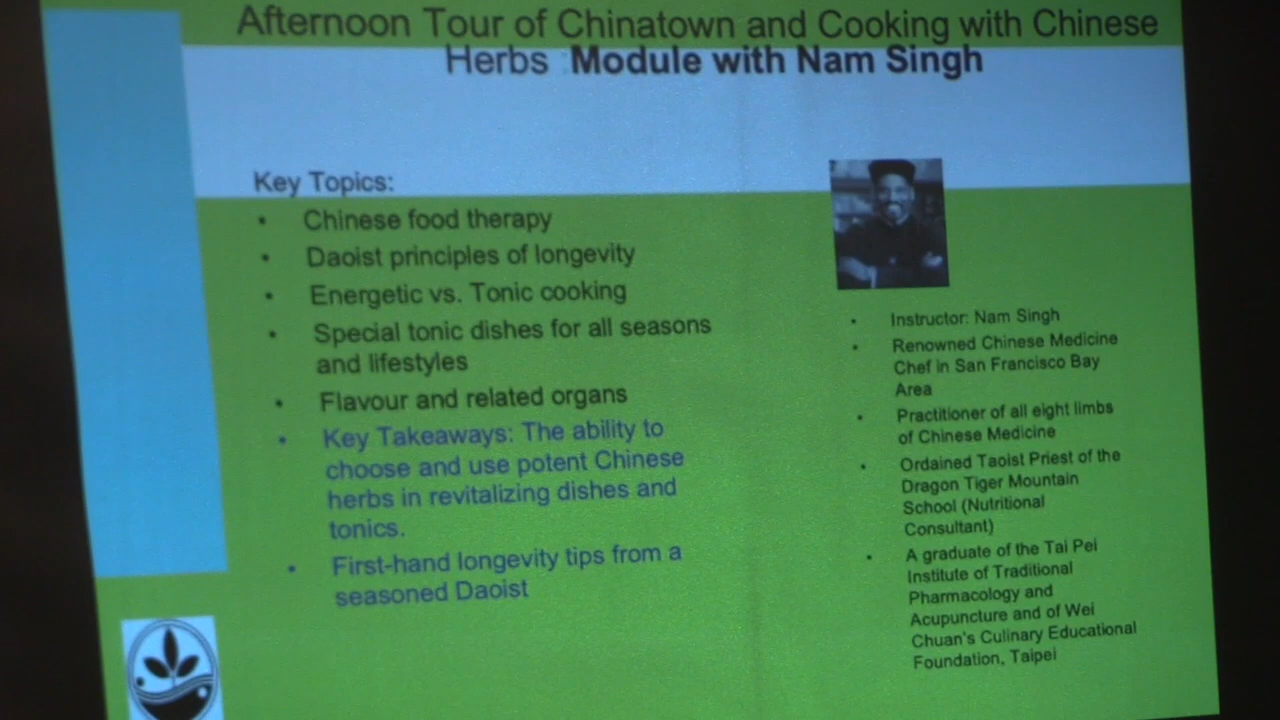 Afternoon Tour of Chinatown and Cooking with Chinese
Herbs Module with Nam Singh
Key Topics:
• Chinese food therapy
• Daoist principles of longevity
• Energetic vs. Tonic cooking
• Special tonic dishes for all seasons
and lifestyles
• Flavour and related organs
• Key Takeaways: The ability to
choose and use potent Chinese
herbs in revitalizing dishes and
tonics.
• First-hand longevity tips from a
seasoned Daoist
• Instructor: Nam Singh
• Renowned Chinese Medicine
Chef in San Francisco Bay
Area
• Practitioner of all eight limbs
of Chinese Medicine
• Ordained Taoist Priest of the
Dragon Tiger Mountain
School (Nutritional
Consultant)
• A graduate of the Tai Pei
Institute of Traditional
Pharmacology and
Acupuncture and of Wei
Chuan's Culinary Educational
Foundation, Taipei